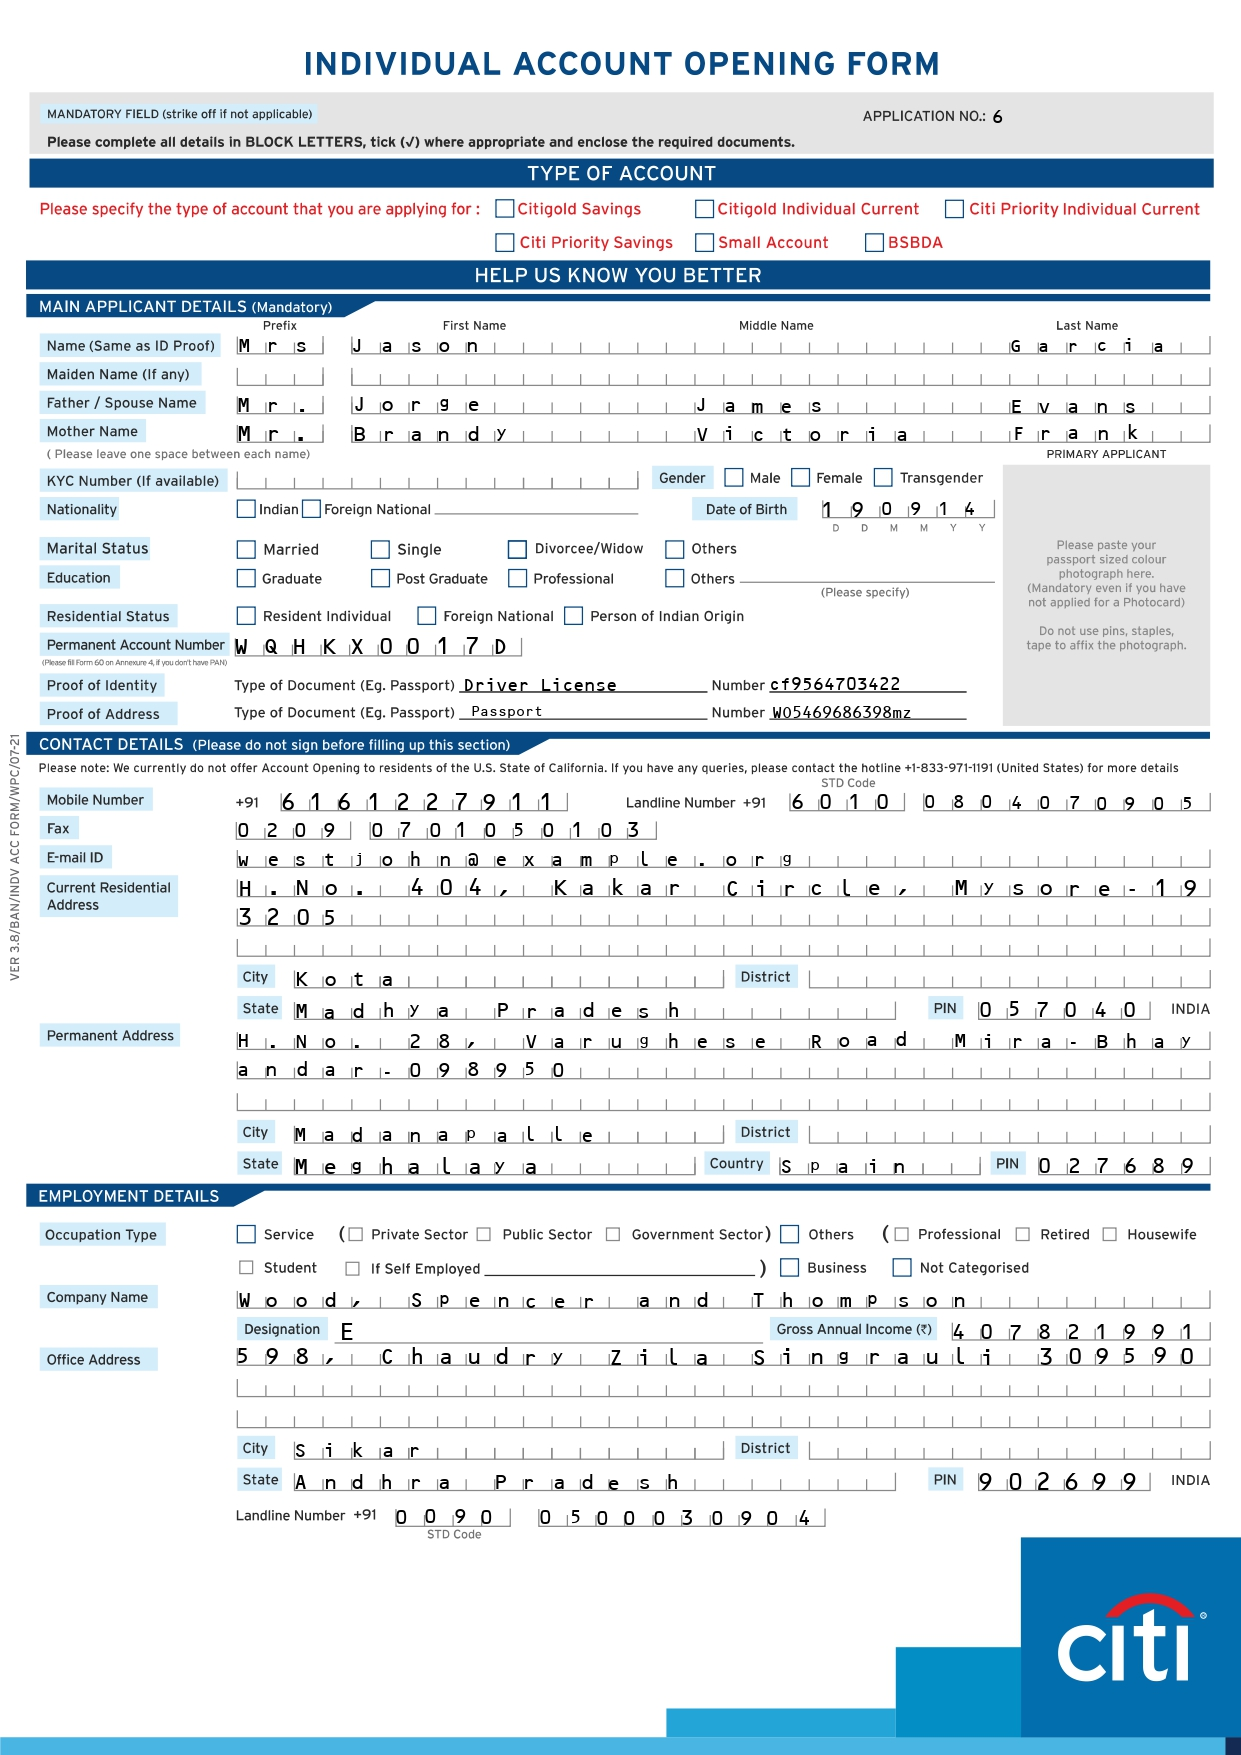 INDIVIDUAL ACCOUNT OPENING FORM
MANDATORY FIELD (strike off if not applicable) APPLICATION NO.: 6
Please complete all details in BLOCK LETTERS, tick (✓) where appropriate and enclose the required documents.
TYPE OF ACCOUNT
Please specify the type of account that you are applying for : Citigold Savings Citigold Individual Current Citi Priority Individual Current
Citi Priority Savings Small Account BSBDA
HELP US KNOW YOU BETTER
MAIN APPLICANT DETAILS (Mandatory)
Prefix First Name Middle Name Last Name
Name (Same as ID Proof) Mrs Jason Garcia
Maiden Name (If any)
Father / Spouse Name Mr. Jorge James Evans
Mother Name Mr. Brandy Victoria Frank
( Please leave one space between each name) PRIMARY APPLICANT
KYC Number (If available) Gender Male Female Transgender
Nationality Indian Foreign National Date of Birth 190914
D D M M Y Y
Marital Status Married Single Divorcee/Widow Others
Education Graduate Post Graduate Professional Others
(Please specify)
Please paste your
passport sized colour
photograph here.
(Mandatory even if you have
not applied for a Photocard)
Do not use pins, staples,
tape to affix the photograph.
Residential Status Resident Individual Foreign National Person of Indian Origin
Permanent Account Number WQHKX0017D
(Please fill Form 60 on Annexure 4, if you don't have PAN)
Proof of Identity Type of Document (Eg. Passport) Driver License Number cf9564703422
Proof of Address Type of Document (Eg. Passport) Passport Number W05469686398mz
CONTACT DETAILS (Please do not sign before filling up this section)
Please note: We currently do not offer Account Opening to residents of the U.S. State of California. If you have any queries, please contact the hotline +1-833-971-1191 (United States) for more details
STD Code
Mobile Number +91 6161227911 Landline Number +91 6010 0804070905
Fax 0209 0701050103
E-mail ID westjohn@example.org
Current Residential Address H.No. 404, Kakar Circle, Mysore-19
3205
City Kota District
State Madhya Pradesh PIN 057040 INDIA
Permanent Address H.No. 28, Varughese Road Mira-Bhay
andar-098950
City Madanapalle District
State Meghalaya Country Spain PIN 027689
EMPLOYMENT DETAILS
Occupation Type Service ( Private Sector Public Sector Government Sector) Others ( Professional Retired Housewife
Student If Self Employed ) Business Not Categorised
Company Name Wood, Spencer and Thompson
Designation E Gross Annual Income (₹) 407821991
Office Address 598, Chaudry Zila Singrauli 309590
City Sikar District
State Andhra Pradesh PIN 902699 INDIA
Landline Number +91 0090 0500030904
STD Code
VER 3.8/BAN/INDV ACC FORM/WPC/07-21
citi